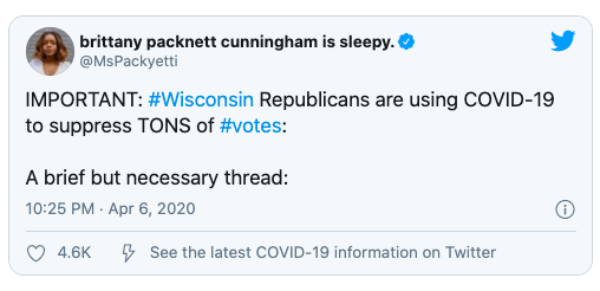 brittany packnett cunningham is sleepy.
@MsPackyetti
IMPORTANT: #Wisconsin Republicans are using COVID-19
to suppress TONS of #votes:
A brief but necessary thread:
10:25 PM · Apr 6, 2020
4.6K See the latest COVID-19 information on Twitter